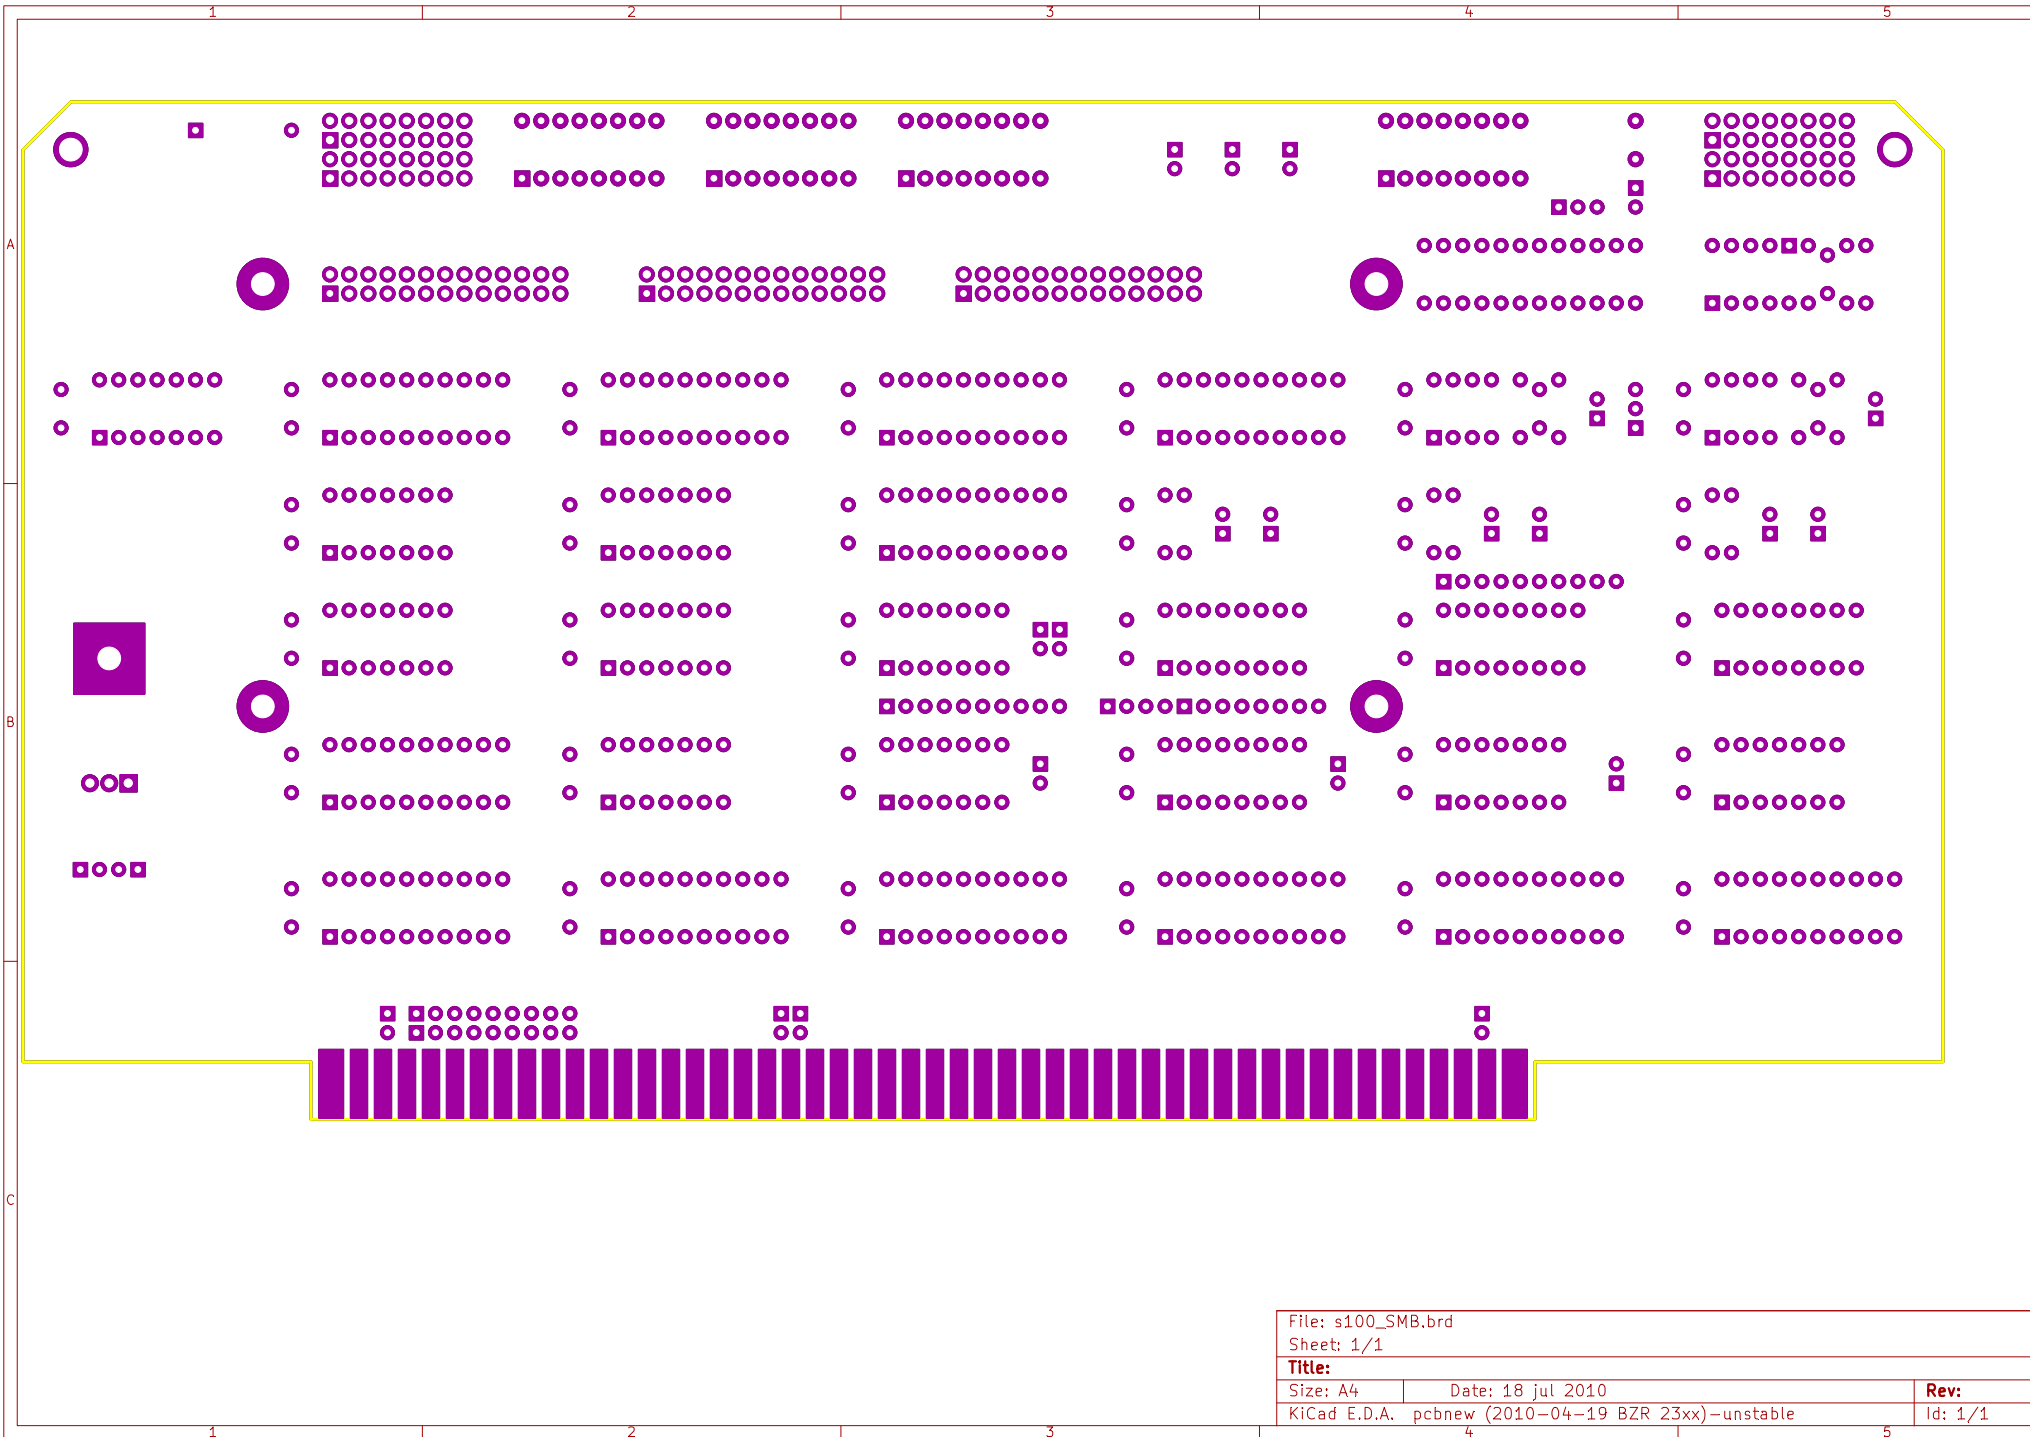 1 2 3 4 5
A
B
C
File: s100_SMB.brd
Sheet: 1/1
Title:
Size: A4 Date: 18 jul 2010 Rev:
KiCad E.D.A. pcbnew (2010-04-19 BZR 23xx)-unstable Id: 1/1
1 2 3 4 5